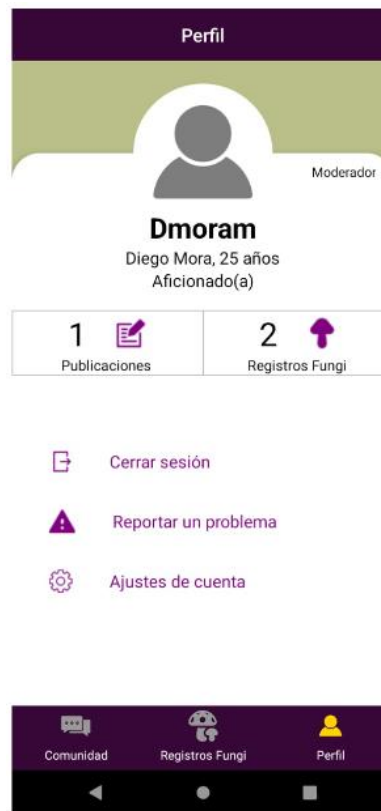 Perfil
Moderador
Dmoram
Diego Mora, 25 años
Aficionado(a)
1
Publicaciones
2
Registros Fungi
Cerrar sesión
Reportar un problema
Ajustes de cuenta
Comunidad
Registros Fungi
Perfil